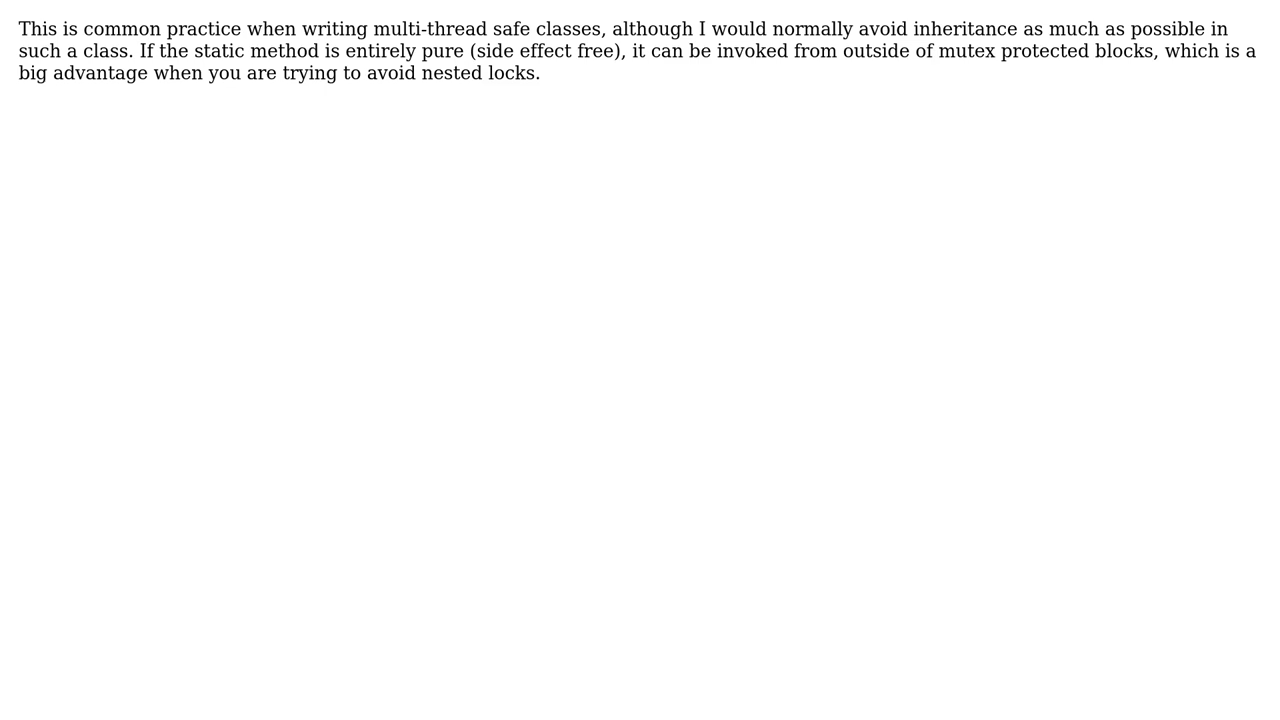 This is common practice when writing multi-thread safe classes, although I would normally avoid inheritance as much as possible in
such a class. If the static method is entirely pure (side effect free), it can be invoked from outside of mutex protected blocks, which is a
big advantage when you are trying to avoid nested locks.